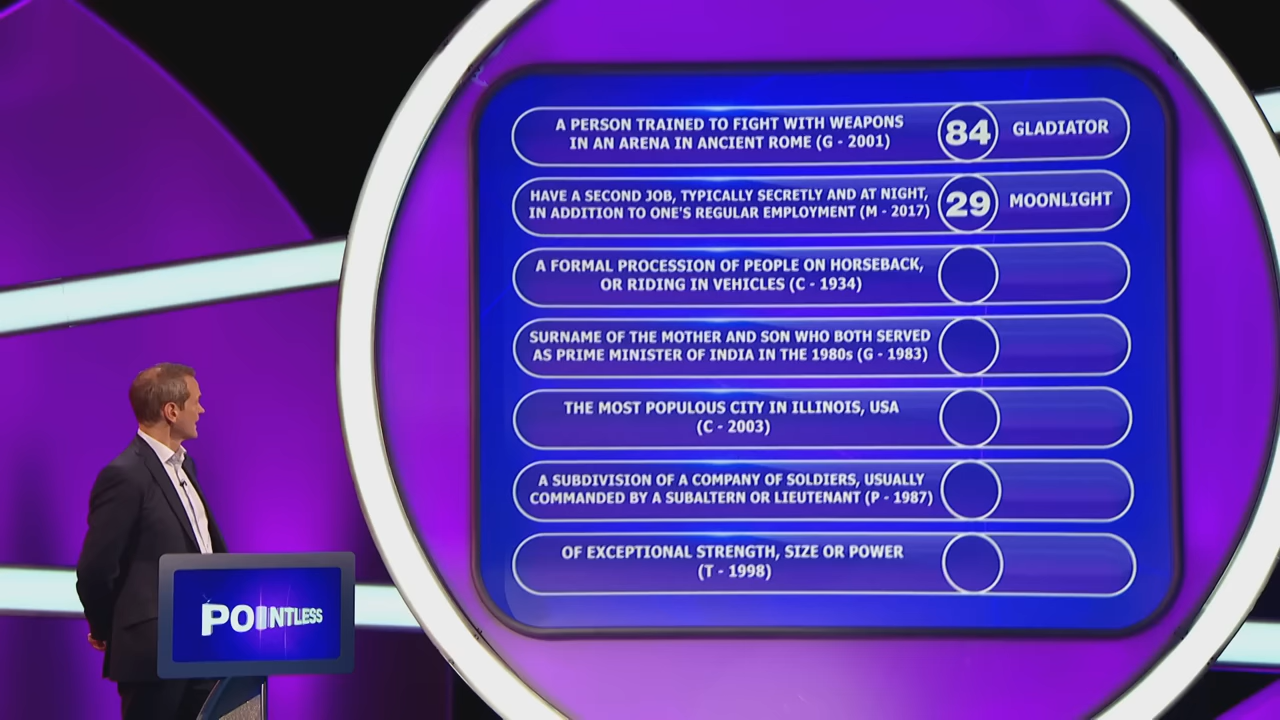 A PERSON TRAINED TO FIGHT WITH WEAPONS
IN AN ARENA IN ANCIENT ROME (G - 2001)
84
GLADIATOR
HAVE A SECOND JOB, TYPICALLY SECRETLY AND AT NIGHT,
IN ADDITION TO ONE'S REGULAR EMPLOYMENT (M - 2017)
29
MOONLIGHT
A FORMAL PROCESSION OF PEOPLE ON HORSEBACK,
OR RIDING IN VEHICLES (C - 1934)
SURNAME OF THE MOTHER AND SON WHO BOTH SERVED
AS PRIME MINISTER OF INDIA IN THE 1980s (G - 1983)
THE MOST POPULOUS CITY IN ILLINOIS, USA
(C - 2003)
A SUBDIVISION OF A COMPANY OF SOLDIERS, USUALLY
COMMANDED BY A SUBALTERN OR LIEUTENANT (P - 1987)
OF EXCEPTIONAL STRENGTH, SIZE OR POWER
(T - 1998)
POINTLESS